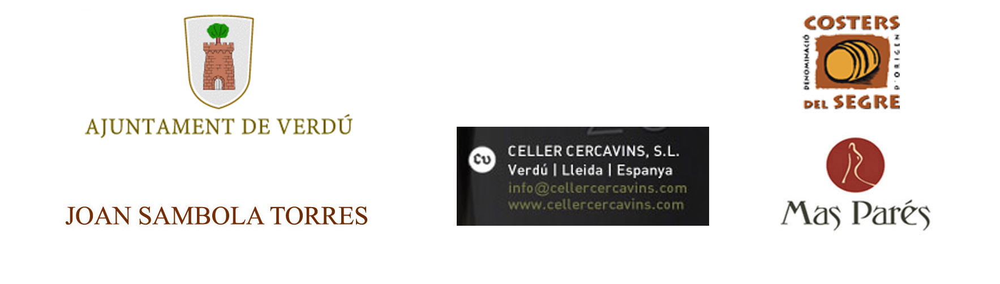 AJUNTAMENT DE VERDÚ
JOAN SAMBOLA TORRES
cv
CELLER CERCAVINS, S.L.
Verdú | Lleida | Espanya
info@cellercercavins.com
www.cellercercavins.com
COSTERS
DENOMINACIÓ
D'ORIGEN
DEL SEGRE
Mas Parés